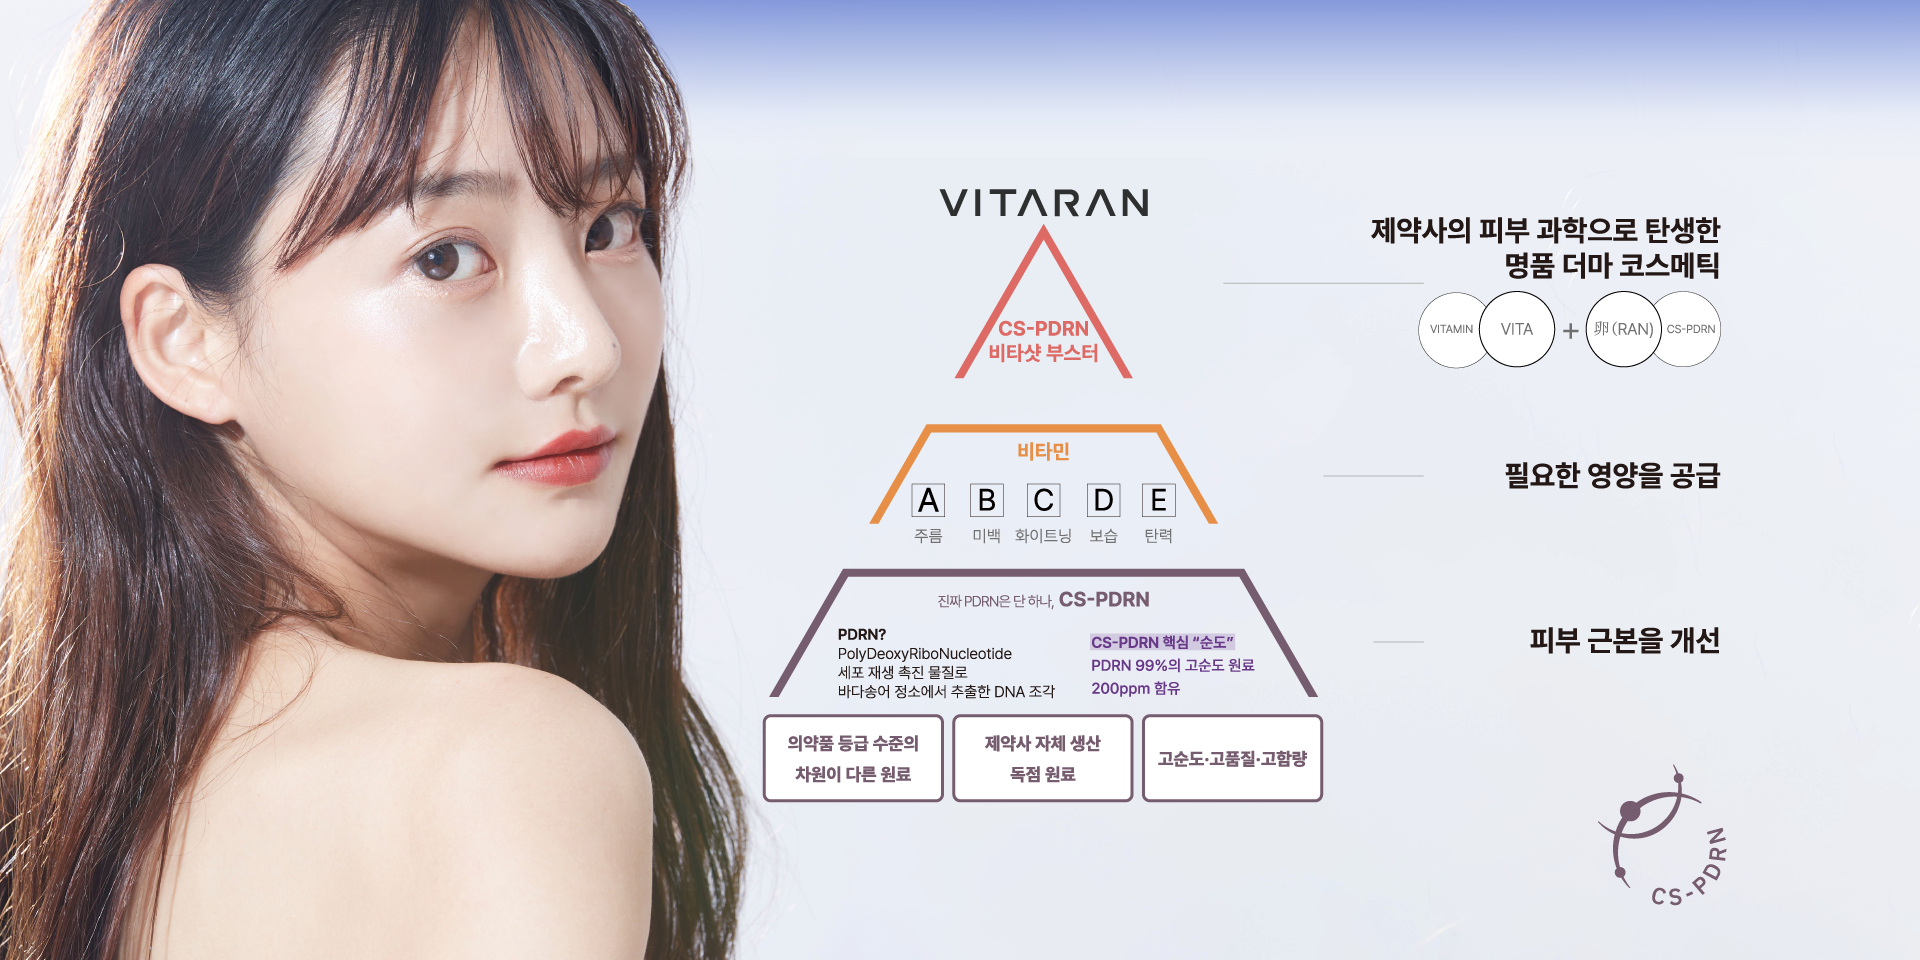 VITARAN
CS-PDRN
비타샷 부스터
제약사의 피부 과학으로 탄생한
명품 더마 코스메틱
VITAMIN VITA + 卵(RAN) CS-PDRN
비타민
A B C D E
주름 미백 화이트닝 보습 탄력
필요한 영양을 공급
진짜 PDRN은 단 하나, CS-PDRN
PDRN?
PolyDeoxyRiboNucleotide
세포 재생 촉진 물질로
바다송어 정소에서 추출한 DNA 조각
CS-PDRN 핵심 “순도”
PDRN 99%의 고순도 원료
200ppm 함유
피부 근본을 개선
의약품 등급 수준의
차원이 다른 원료
제약사 자체 생산
독점 원료
고순도·고품질·고함량
CS-PDRN